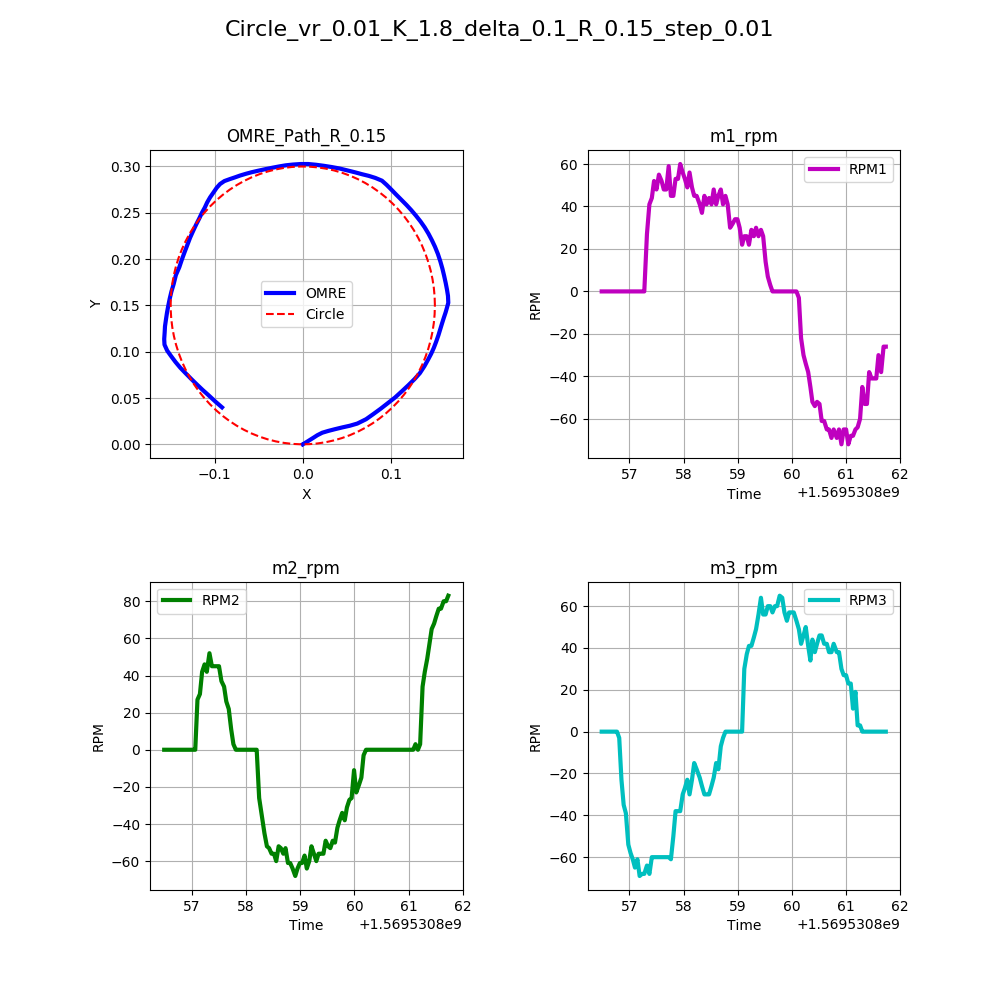 Circle_vr_0.01_K_1.8_delta_0.1_R_0.15_step_0.01
OMRE_Path_R_0.15
0.30
0.25
0.20
0.15
0.10
0.05
0.00
Y
OMRE
Circle
−0.1
0.0
0.1
X
m1_rpm
60
40
20
0
−20
−40
−60
RPM
RPM1
57
58
59
60
61
62
Time
+1.5695308e9
m2_rpm
80
60
40
20
0
−20
−40
−60
RPM
RPM2
57
58
59
60
61
62
Time
+1.5695308e9
m3_rpm
60
40
20
0
−20
−40
−60
RPM
RPM3
57
58
59
60
61
62
Time
+1.5695308e9